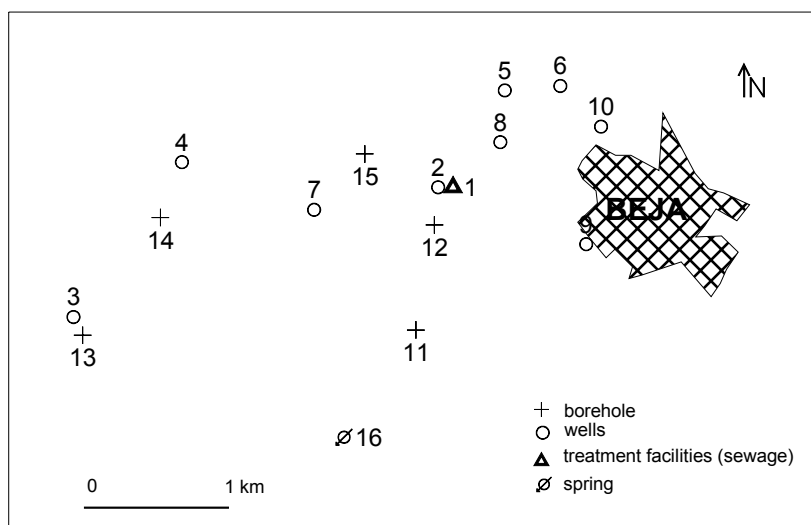 5
6
N
10
8
4
15
2
1
7
BEJA
14
12
9
3
13
11
16
borehole
wells
treatment facilities (sewage)
spring
0 1 km